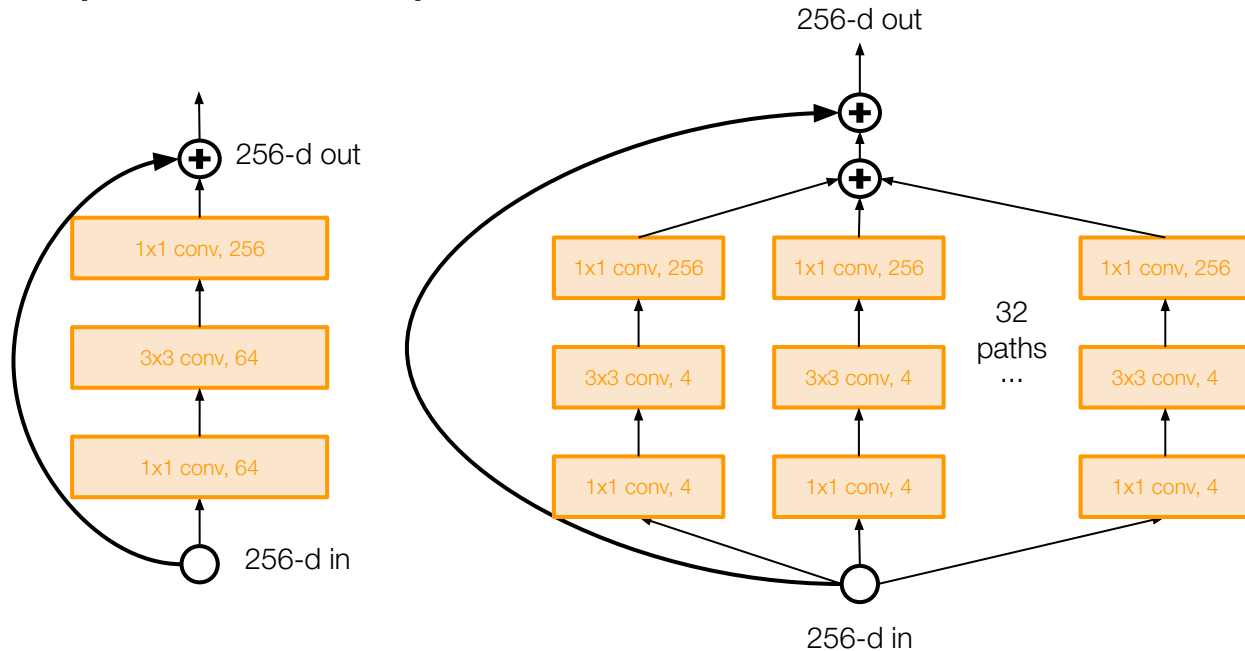 256-d out
1x1 conv, 256
3x3 conv, 64
1x1 conv, 64
256-d in
256-d out
1x1 conv, 256
1x1 conv, 256
1x1 conv, 256
32
paths
...
3x3 conv, 4
3x3 conv, 4
3x3 conv, 4
1x1 conv, 4
1x1 conv, 4
1x1 conv, 4
256-d in